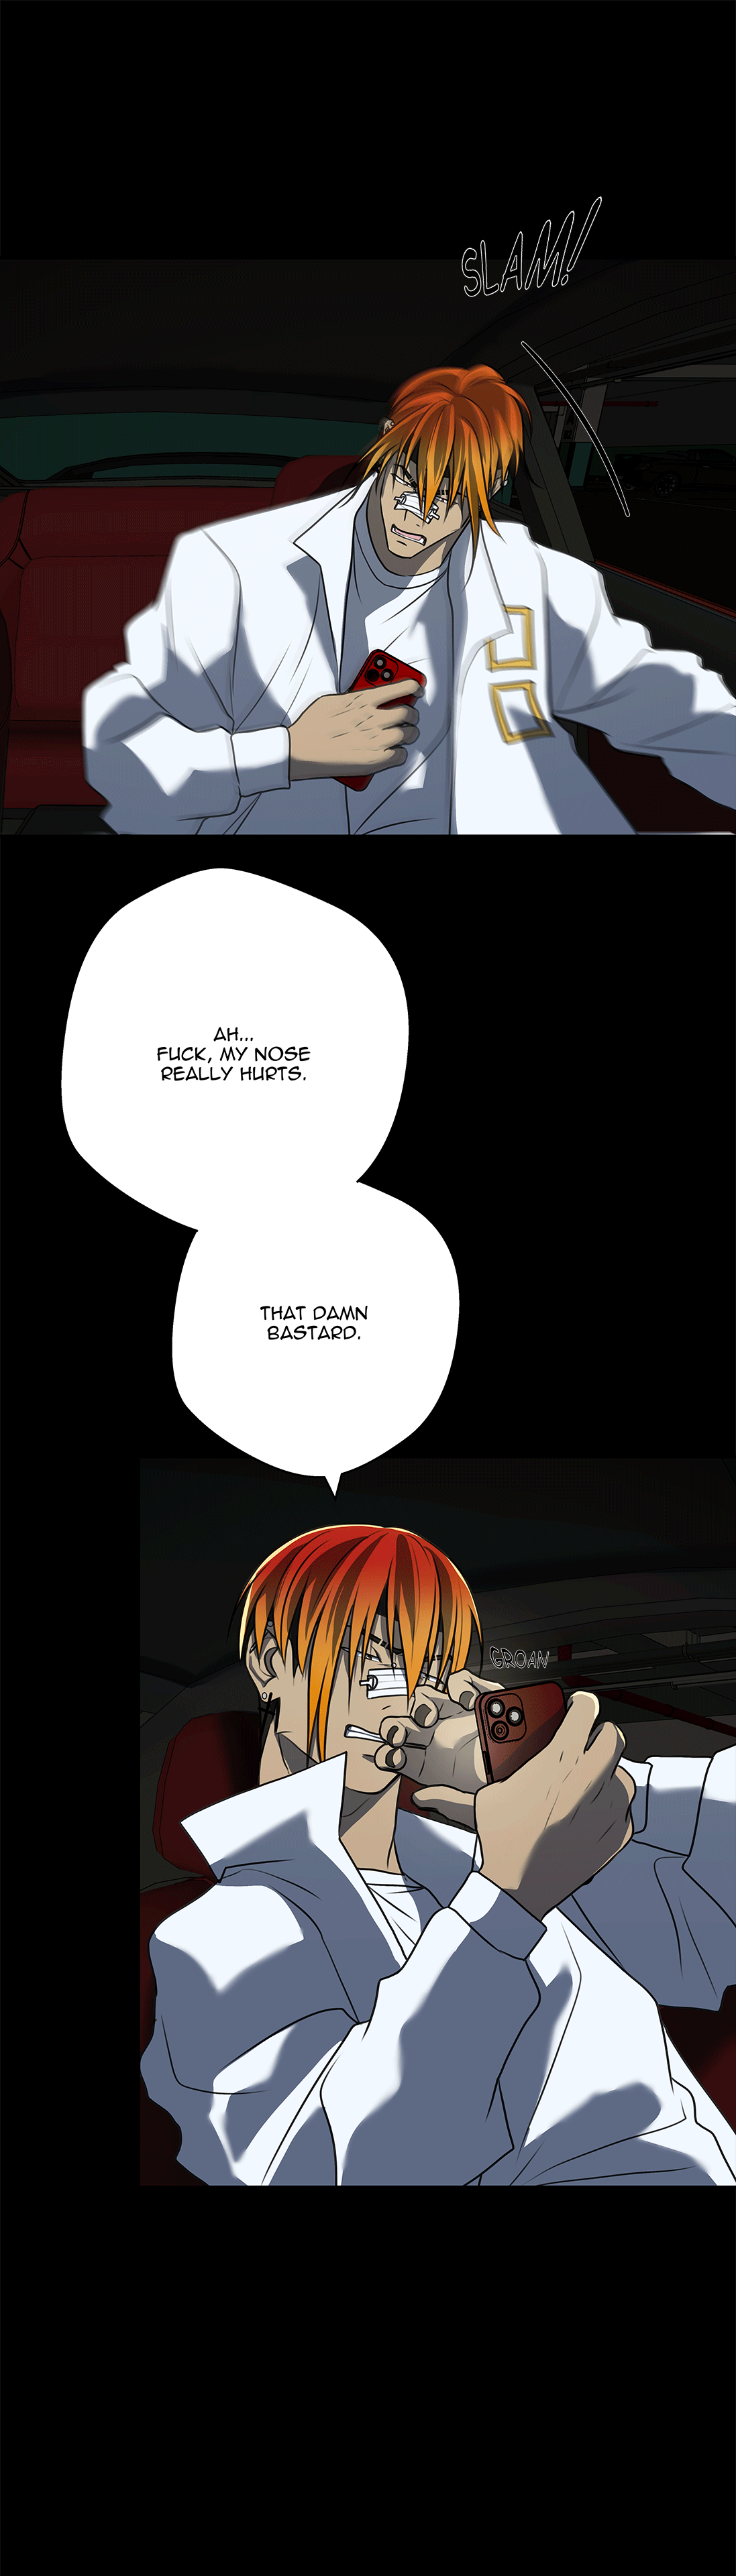 SLAM!
AH...
FUCK, MY NOSE
REALLY HURTS.
THAT DAMN
BASTARD.
GROAN